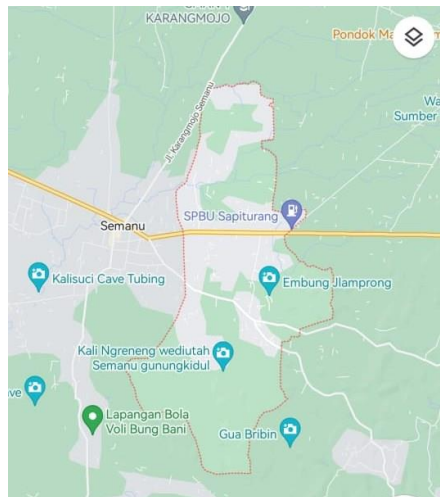 KARANGMOJO
Pondok Ma
Jl. Karangmojo Semanu
Wa
Sumber
SPBU Sapiturang
Semanu
Kalisuci Cave Tubing
Embung Jlamprong
Kali Ngreneng wediutah
Semanu gunungkidul
ve
Lapangan Bola
Voli Bung Bani
Gua Bribin